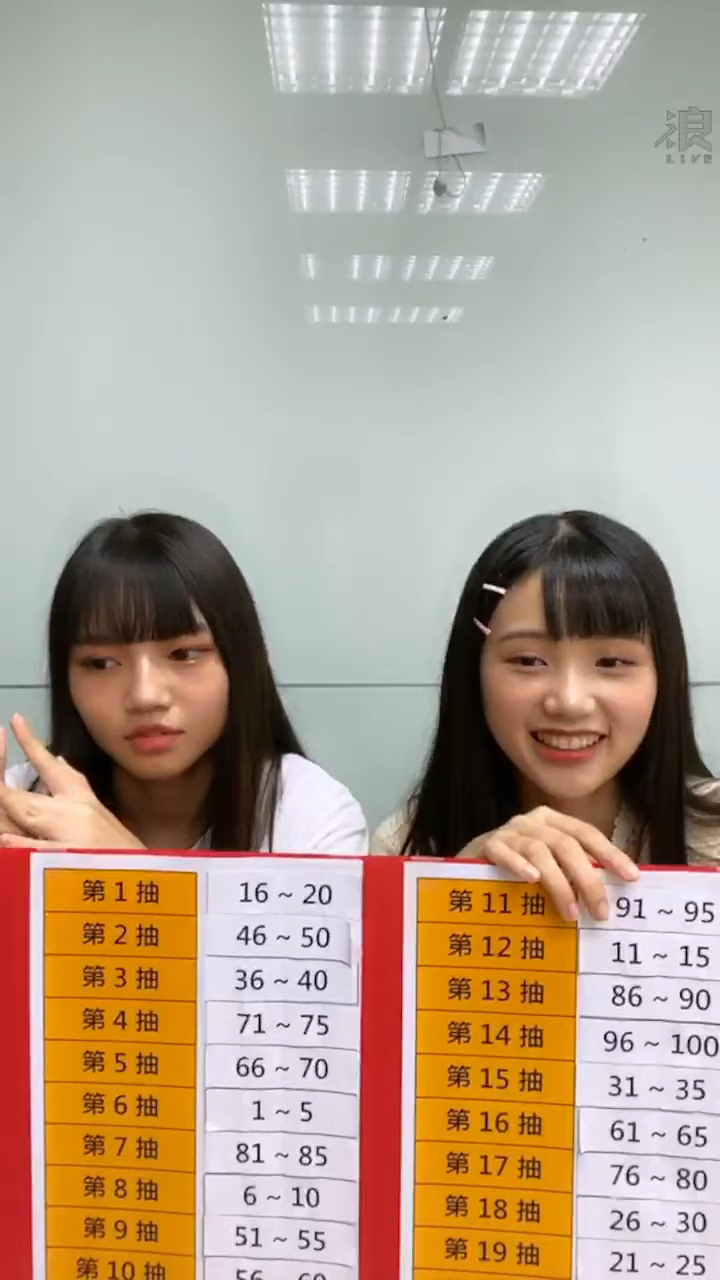 浪
LIVE
第 1 抽 16 ~ 20
第 2 抽 46 ~ 50
第 3 抽 36 ~ 40
第 4 抽 71 ~ 75
第 5 抽 66 ~ 70
第 6 抽 1 ~ 5
第 7 抽 81 ~ 85
第 8 抽 6 ~ 10
第 9 抽 51 ~ 55
第 10 抽 56 ~ 60
第 11 抽 91 ~ 95
第 12 抽 11 ~ 15
第 13 抽 86 ~ 90
第 14 抽 96 ~ 100
第 15 抽 31 ~ 35
第 16 抽 61 ~ 65
第 17 抽 76 ~ 80
第 18 抽 26 ~ 30
第 19 抽 21 ~ 25